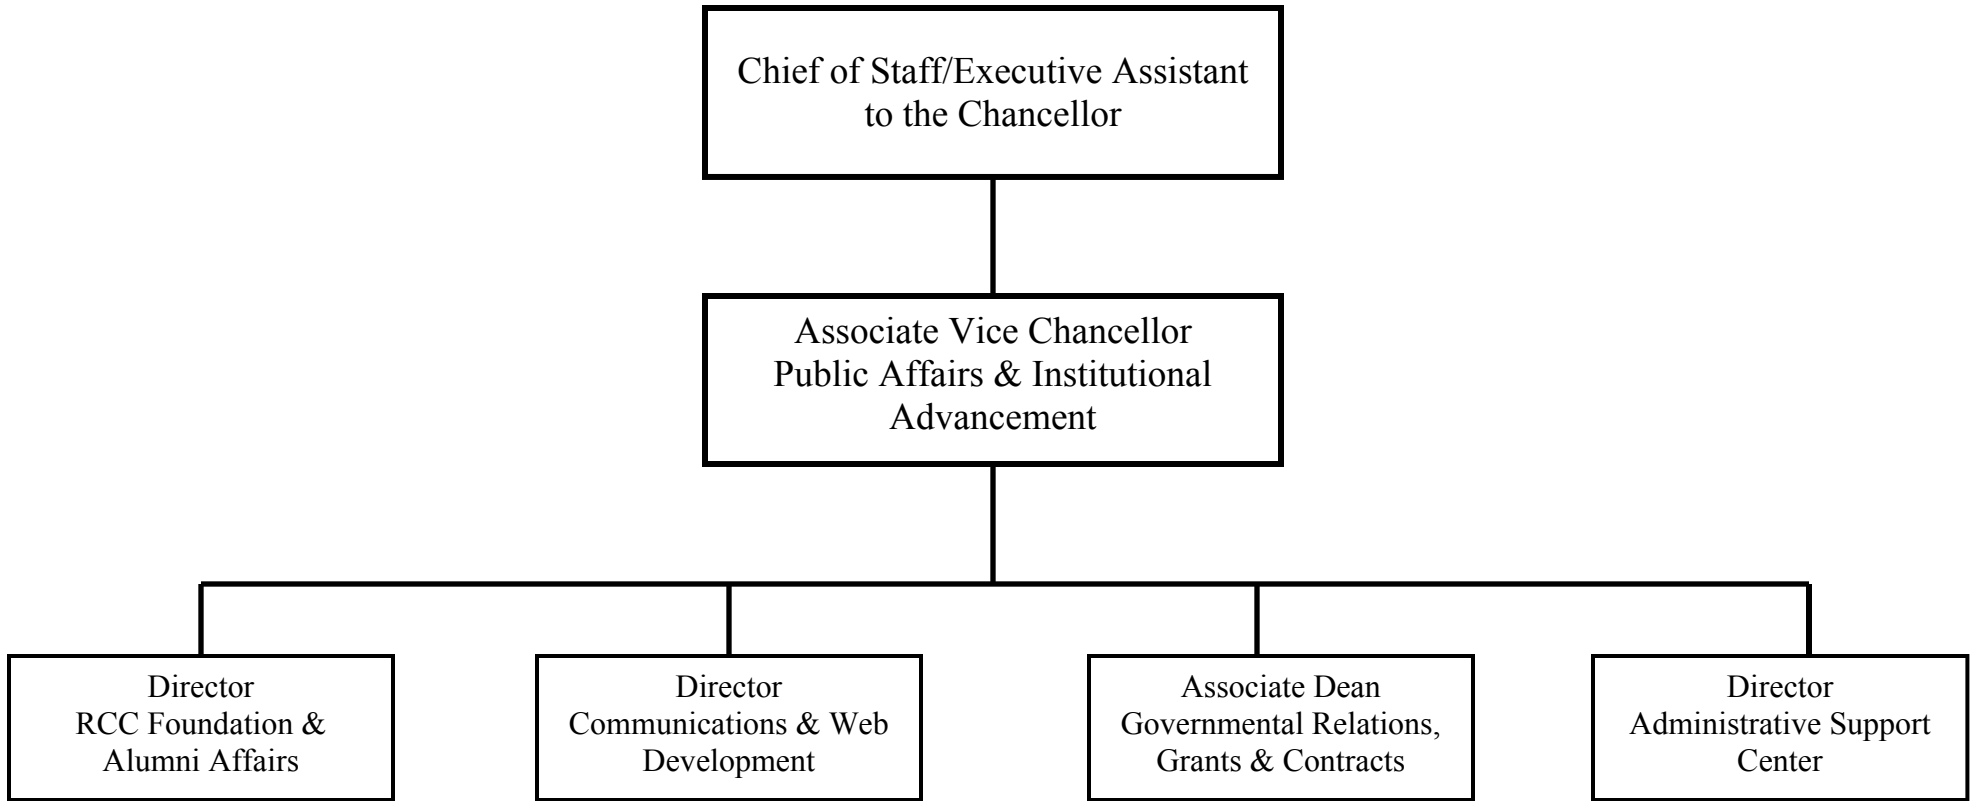 Chief of Staff/Executive Assistant
to the Chancellor
Associate Vice Chancellor
Public Affairs & Institutional
Advancement
Director
RCC Foundation &
Alumni Affairs
Director
Communications & Web
Development
Associate Dean
Governmental Relations,
Grants & Contracts
Director
Administrative Support
Center